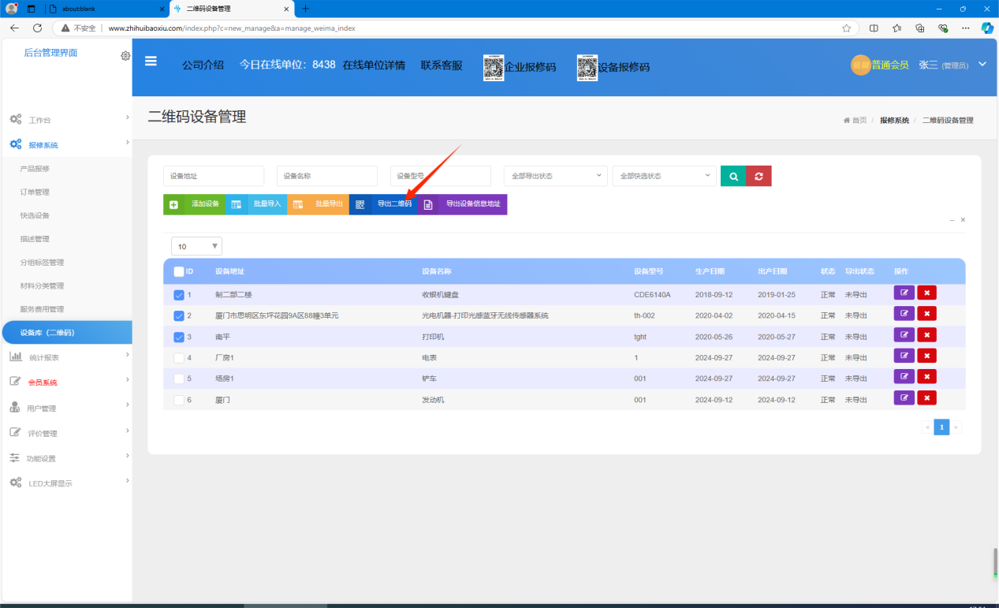 about:blank
二维码设备管理
不安全 www.zhihuibaoxiu.com/index.php?c=new_manage&a=manage_weima_index
后台管理界面
公司介绍 今日在线单位：8438 在线单位详情 联系客服 企业报修码 设备报修码
普通会员 张三 (管理员)
工作台
报修系统
产品报修
订单管理
快选设备
描述管理
分组标签管理
材料分类管理
服务费用管理
设备库（二维码）
统计报表
会员系统
用户管理
评价管理
功能设置
LED大屏显示
二维码设备管理
首页 / 报修系统 / 二维码设备管理
设备地址 设备名称 设备型号 全部导出状态 全部快选状态
添加设备 批量导入 批量导出 导出二维码 导出设备信息地址
10
ID 设备地址 设备名称 设备型号 生产日期 出产日期 状态 导出状态 操作
1 制二部二楼 收银机键盘 CDE6140A 2018-09-12 2019-01-25 正常 未导出
2 厦门市思明区东坪花园9A区88幢3单元 光电机器-打印光感蓝牙无线传感器系统 th-002 2020-04-02 2020-04-15 正常 未导出
3 南平 打印机 tght 2020-05-26 2020-05-27 正常 未导出
4 厂房1 电表 1 2024-09-27 2024-09-27 正常 未导出
5 场房1 铲车 001 2024-09-27 2024-09-27 正常 未导出
6 厦门 发动机 001 2024-09-12 2024-09-12 正常 未导出
« 1 »